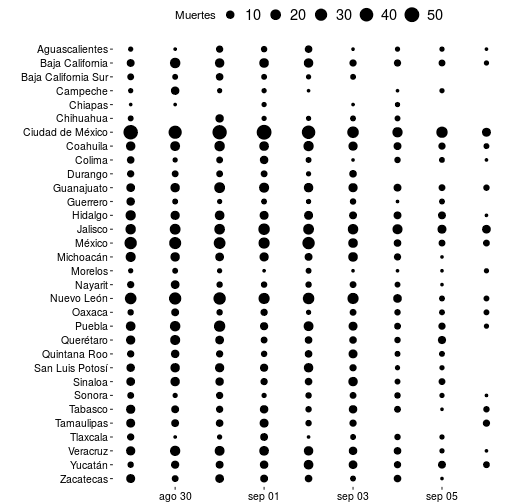 Muertes 10 20 30 40 50
Aguascalientes
Baja California
Baja California Sur
Campeche
Chiapas
Chihuahua
Ciudad de México
Coahuila
Colima
Durango
Guanajuato
Guerrero
Hidalgo
Jalisco
México
Michoacán
Morelos
Nayarit
Nuevo León
Oaxaca
Puebla
Querétaro
Quintana Roo
San Luis Potosí
Sinaloa
Sonora
Tabasco
Tamaulipas
Tlaxcala
Veracruz
Yucatán
Zacatecas
ago 30 sep 01 sep 03 sep 05